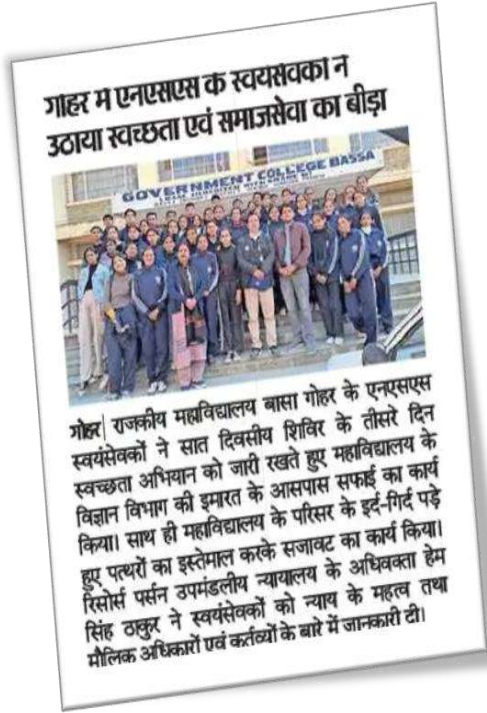 गोहर में एनएसएस के स्वयंसेवकों ने
उठाया स्वच्छता एवं समाजसेवा का बीड़ा
GOVERNMENT COLLEGE BASSA
गोहर| राजकीय महाविद्यालय बासा गोहर के एनएसएस
स्वयंसेवकों ने सात दिवसीय शिविर के तीसरे दिन
स्वच्छता अभियान को जारी रखते हुए महाविद्यालय के
विज्ञान विभाग की इमारत के आसपास सफाई का कार्य
किया। साथ ही महाविद्यालय के परिसर के इर्द-गिर्द पड़े
हुए पत्थरों का इस्तेमाल करके सजावट का कार्य किया।
रिसोर्स पर्सन उपमंडलीय न्यायालय के अधिवक्ता हेम
सिंह ठाकुर ने स्वयंसेवकों को न्याय के महत्व तथा
मौलिक अधिकारों एवं कर्तव्यों के बारे में जानकारी दी।